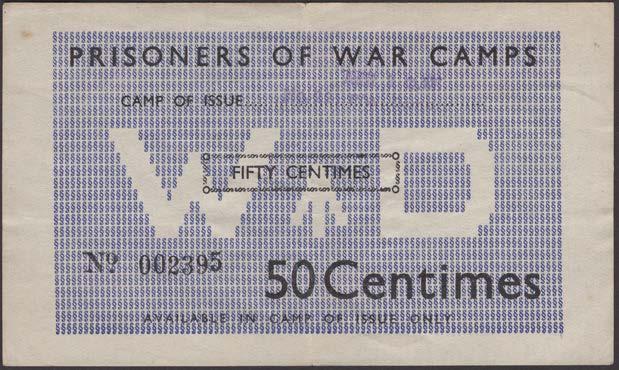 PRISONERS OF WAR CAMPS
CAMP OF ISSUE
W D
FIFTY CENTIMES
Nº 002395
50 Centimes
AVAILABLE IN CAMP OF ISSUE ONLY